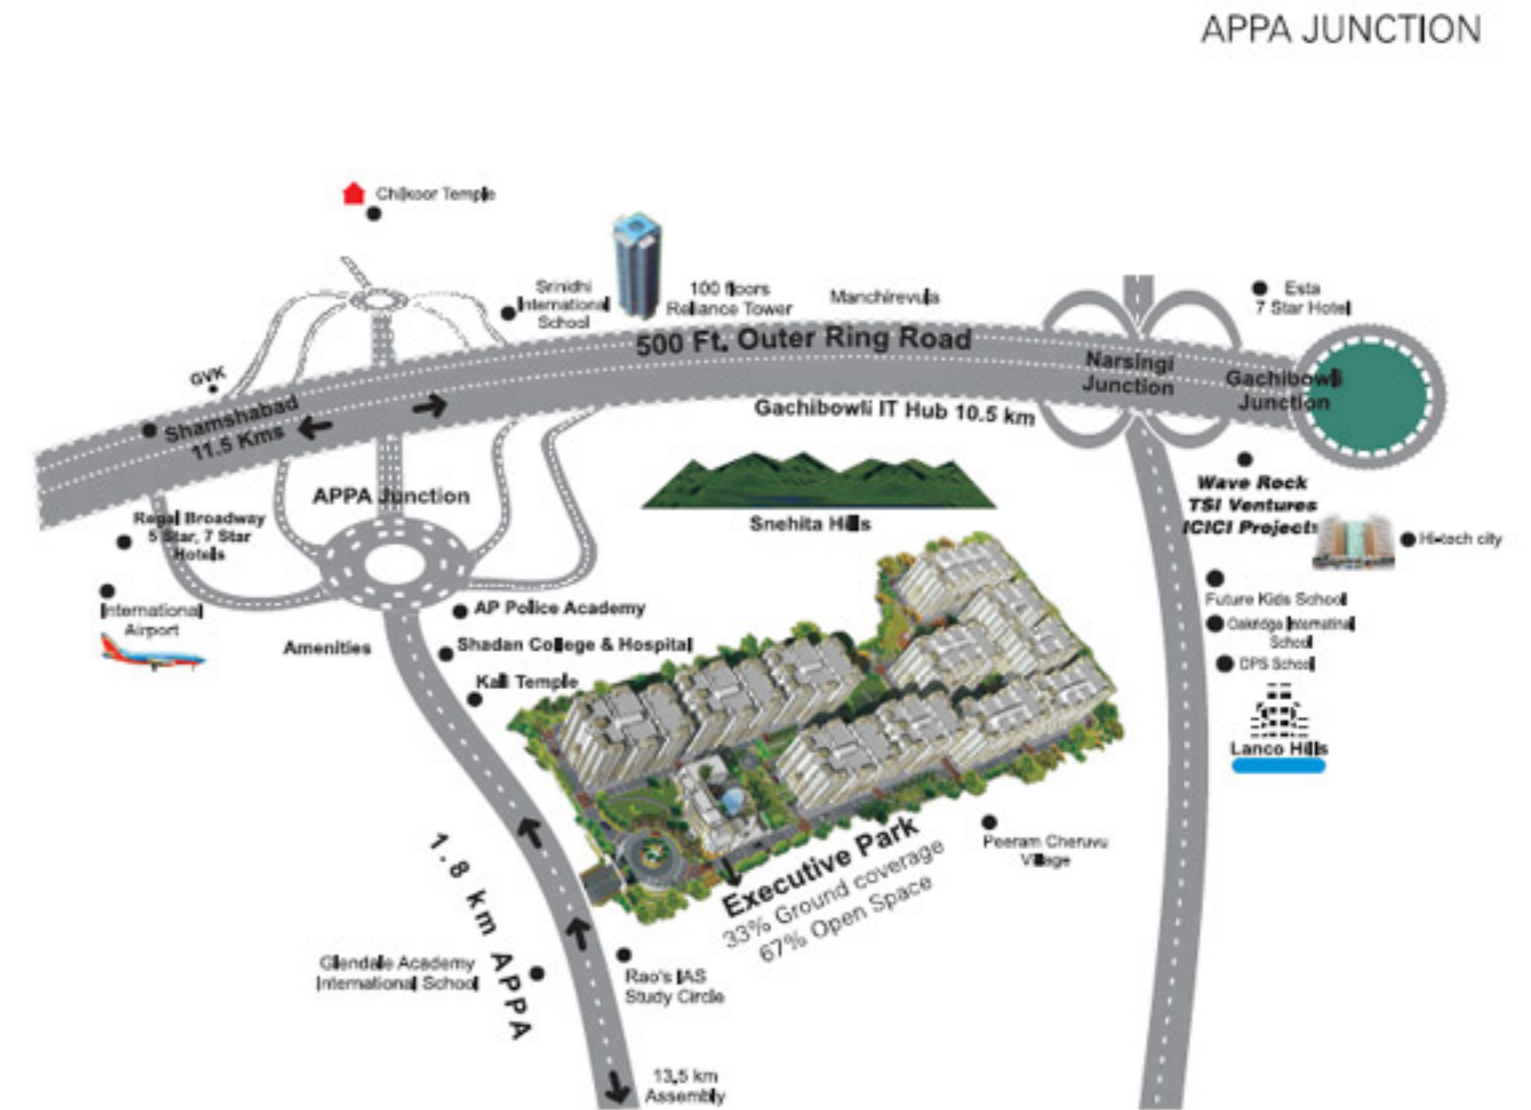 APPA JUNCTION
Chilkoor Temple
Srinidhi
International
School
100 floors
Reliance Tower
Manchirevula
Esta
7 Star Hotel
500 Ft. Outer Ring Road
Narsingi
Junction
Gachibowli
Junction
GVK
Shamshabad
11.5 Kms
Gachibowli IT Hub 10.5 km
APPA Junction
Snehita Hills
Wave Rock
TSI Ventures
ICICI Projects
Hi-tech city
Regal Broadway
5 Star, 7 Star
Hotels
International
Airport
Amenities
AP Police Academy
Shadan College & Hospital
Kali Temple
Future Kids School
Oakridge Internatinal
School
DPS School
Lanco Hills
Executive Park
33% Ground coverage
67% Open Space
Peeram Cheruvu
Village
1.8 km APPA
Glendale Academy
International School
Rao's IAS
Study Circle
13.5 km
Assembly